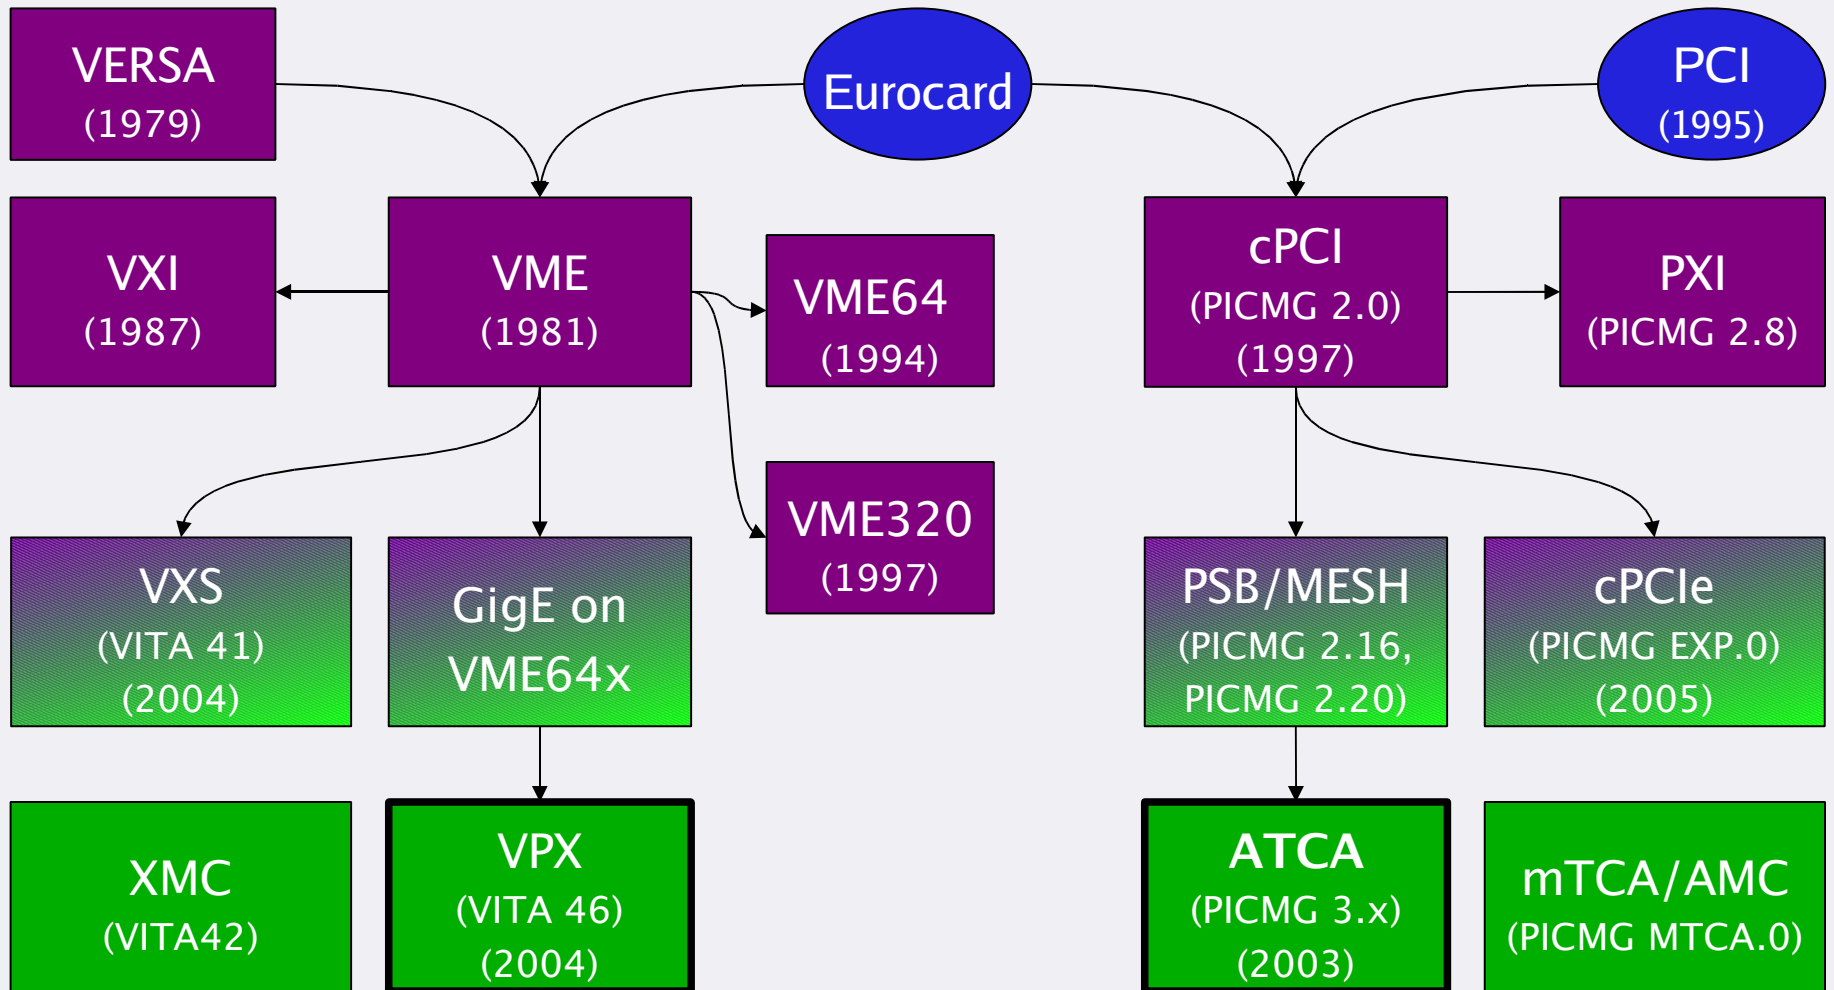 VERSA
(1979)
Eurocard
PCI
(1995)
VXI
(1987)
VME
(1981)
VME64
(1994)
cPCI
(PICMG 2.0)
(1997)
PXI
(PICMG 2.8)
VME320
(1997)
VXS
(VITA 41)
(2004)
GigE on
VME64x
PSB/MESH
(PICMG 2.16,
PICMG 2.20)
cPCIe
(PICMG EXP.0)
(2005)
XMC
(VITA42)
VPX
(VITA 46)
(2004)
ATCA
(PICMG 3.x)
(2003)
mTCA/AMC
(PICMG MTCA.0)